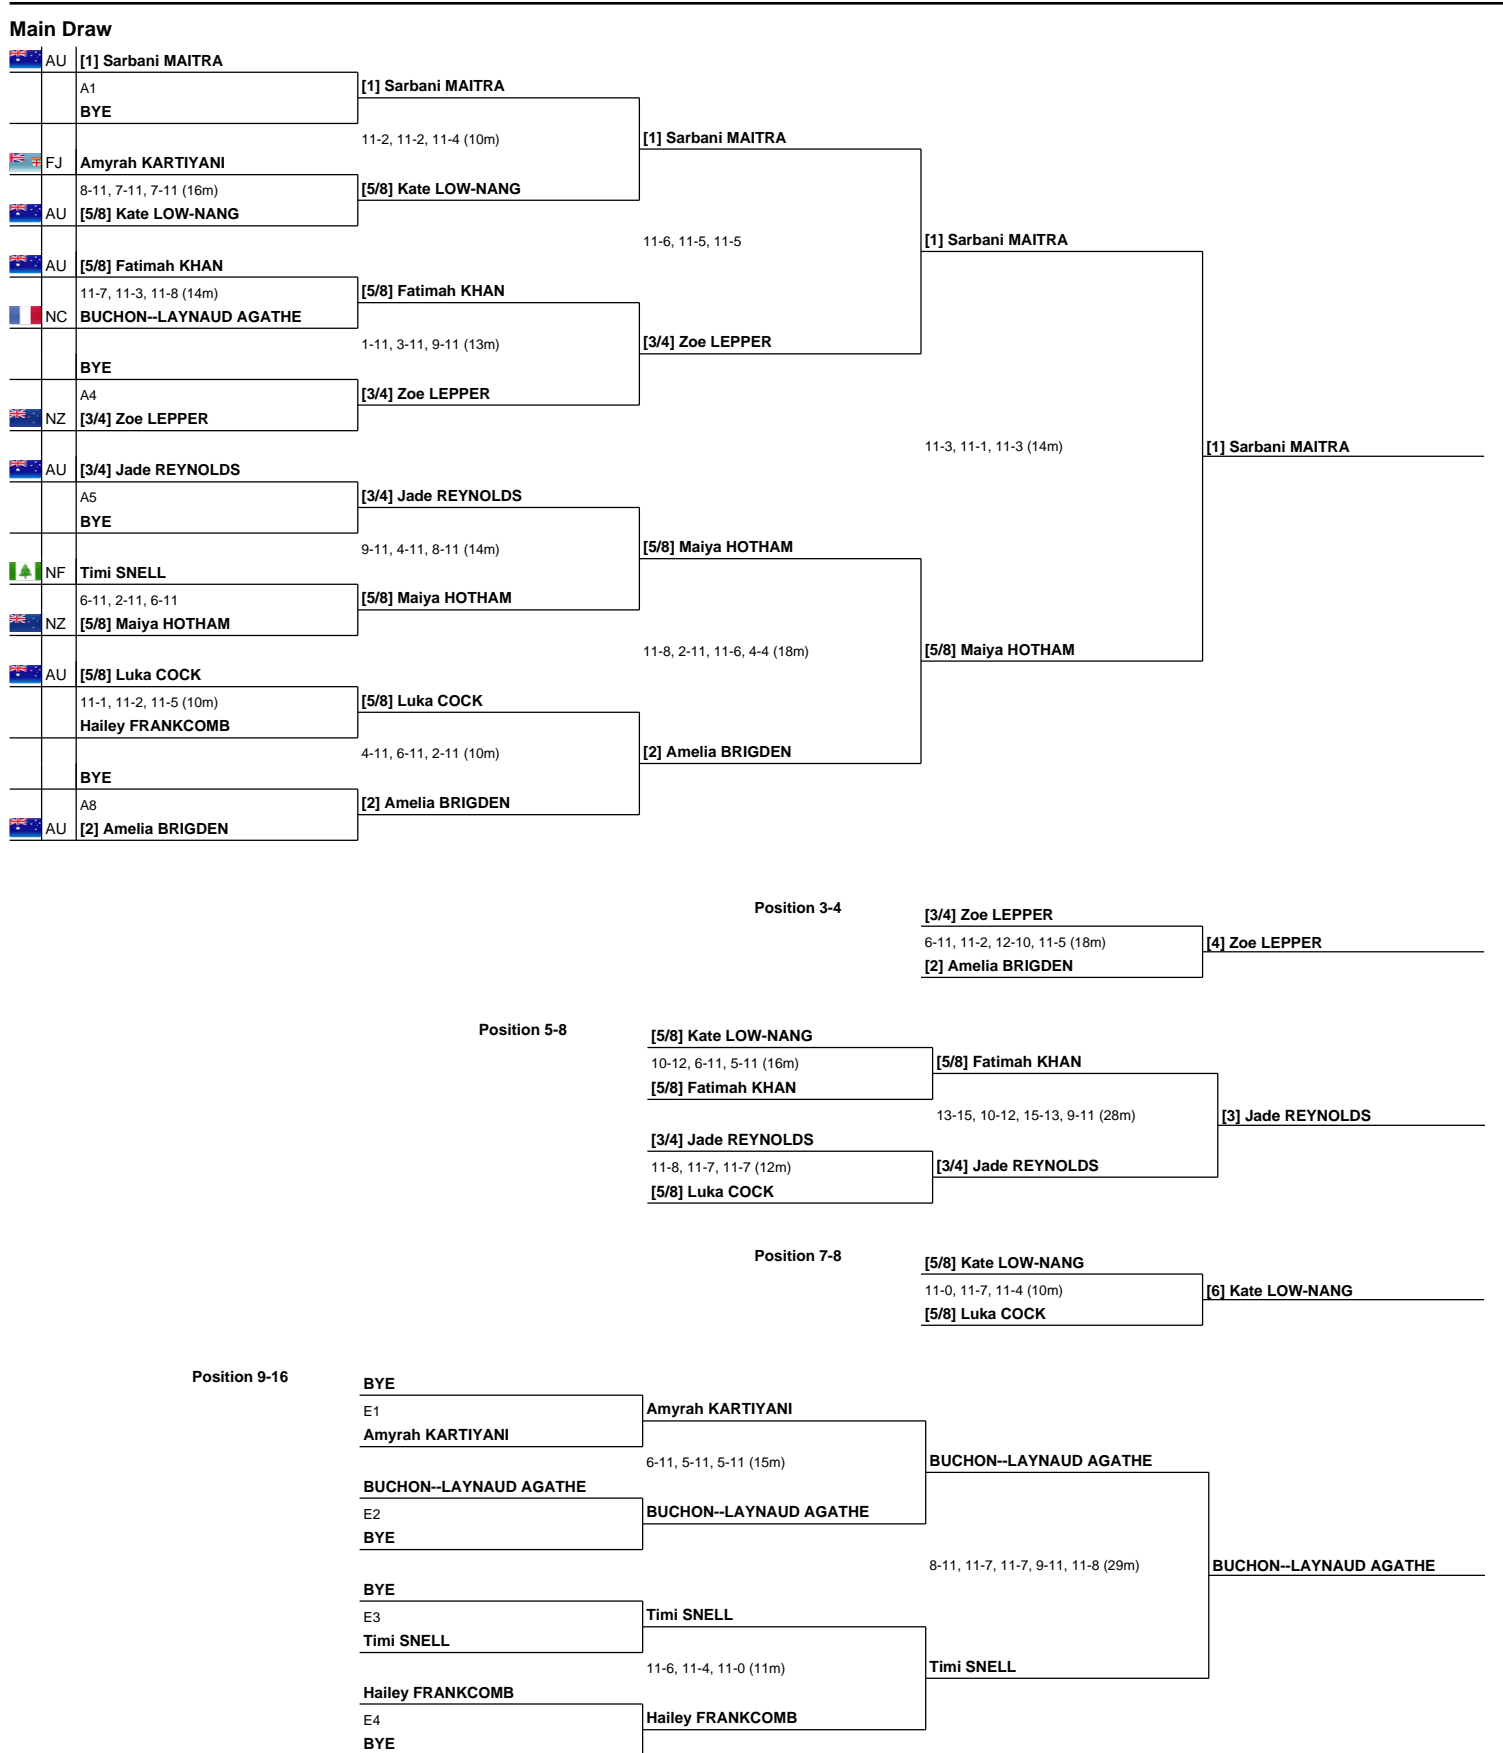 Main Draw
AU [1] Sarbani MAITRA
A1
[1] Sarbani MAITRA
BYE
11-2, 11-2, 11-4 (10m)
[1] Sarbani MAITRA
FJ Amyrah KARTIYANI
8-11, 7-11, 7-11 (16m)
[5/8] Kate LOW-NANG
AU [5/8] Kate LOW-NANG
11-6, 11-5, 11-5
[1] Sarbani MAITRA
AU [5/8] Fatimah KHAN
11-7, 11-3, 11-8 (14m)
[5/8] Fatimah KHAN
NC BUCHON--LAYNAUD AGATHE
1-11, 3-11, 9-11 (13m)
[3/4] Zoe LEPPER
BYE
A4
[3/4] Zoe LEPPER
NZ [3/4] Zoe LEPPER
11-3, 11-1, 11-3 (14m)
[1] Sarbani MAITRA
AU [3/4] Jade REYNOLDS
A5
[3/4] Jade REYNOLDS
BYE
9-11, 4-11, 8-11 (14m)
[5/8] Maiya HOTHAM
NF Timi SNELL
6-11, 2-11, 6-11
[5/8] Maiya HOTHAM
NZ [5/8] Maiya HOTHAM
11-8, 2-11, 11-6, 4-4 (18m)
[5/8] Maiya HOTHAM
AU [5/8] Luka COCK
11-1, 11-2, 11-5 (10m)
[5/8] Luka COCK
Hailey FRANKCOMB
4-11, 6-11, 2-11 (10m)
[2] Amelia BRIGDEN
BYE
A8
[2] Amelia BRIGDEN
AU [2] Amelia BRIGDEN
Position 3-4
[3/4] Zoe LEPPER
6-11, 11-2, 12-10, 11-5 (18m)
[4] Zoe LEPPER
[2] Amelia BRIGDEN
Position 5-8
[5/8] Kate LOW-NANG
10-12, 6-11, 5-11 (16m)
[5/8] Fatimah KHAN
[5/8] Fatimah KHAN
13-15, 10-12, 15-13, 9-11 (28m)
[3] Jade REYNOLDS
[3/4] Jade REYNOLDS
11-8, 11-7, 11-7 (12m)
[3/4] Jade REYNOLDS
[5/8] Luka COCK
Position 7-8
[5/8] Kate LOW-NANG
11-0, 11-7, 11-4 (10m)
[6] Kate LOW-NANG
[5/8] Luka COCK
Position 9-16
BYE
E1
Amyrah KARTIYANI
Amyrah KARTIYANI
6-11, 5-11, 5-11 (15m)
BUCHON--LAYNAUD AGATHE
BUCHON--LAYNAUD AGATHE
E2
BUCHON--LAYNAUD AGATHE
BYE
8-11, 11-7, 11-7, 9-11, 11-8 (29m)
BUCHON--LAYNAUD AGATHE
BYE
E3
Timi SNELL
Timi SNELL
11-6, 11-4, 11-0 (11m)
Timi SNELL
Hailey FRANKCOMB
E4
Hailey FRANKCOMB
BYE